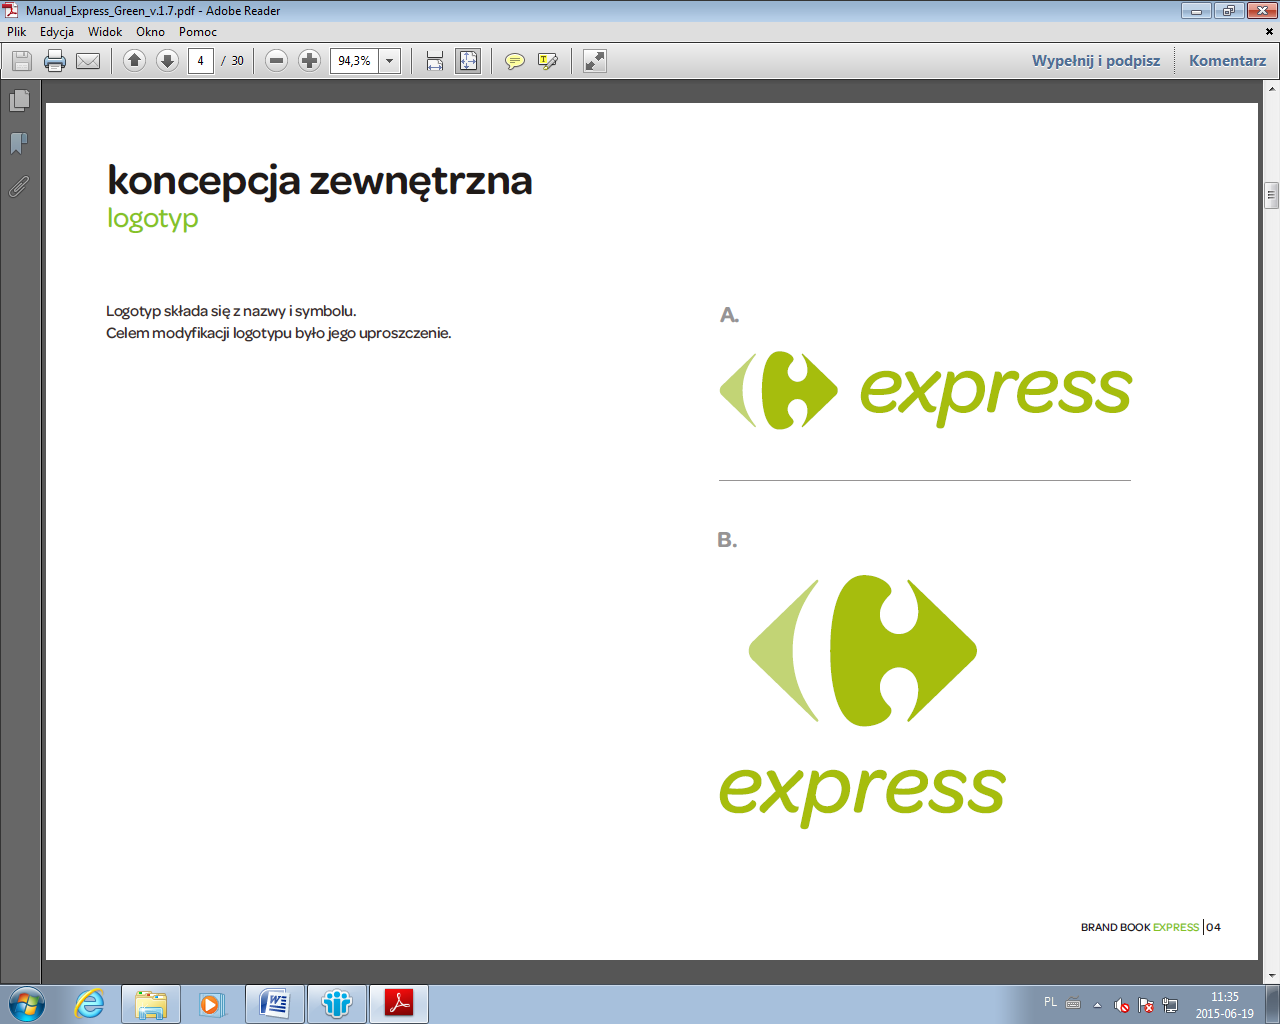 Manual_Express_Green_v.1.7.pdf - Adobe Reader
Plik Edycja Widok Okno Pomoc
4 / 30 94,3% Wypełnij i podpisz Komentarz
koncepcja zewnętrzna
logotyp
Logotyp składa się z nazwy i symbolu.
Celem modyfikacji logotypu było jego uproszczenie.
A.
express
B.
express
BRAND BOOK EXPRESS 04
PL
11:35
2015-06-19